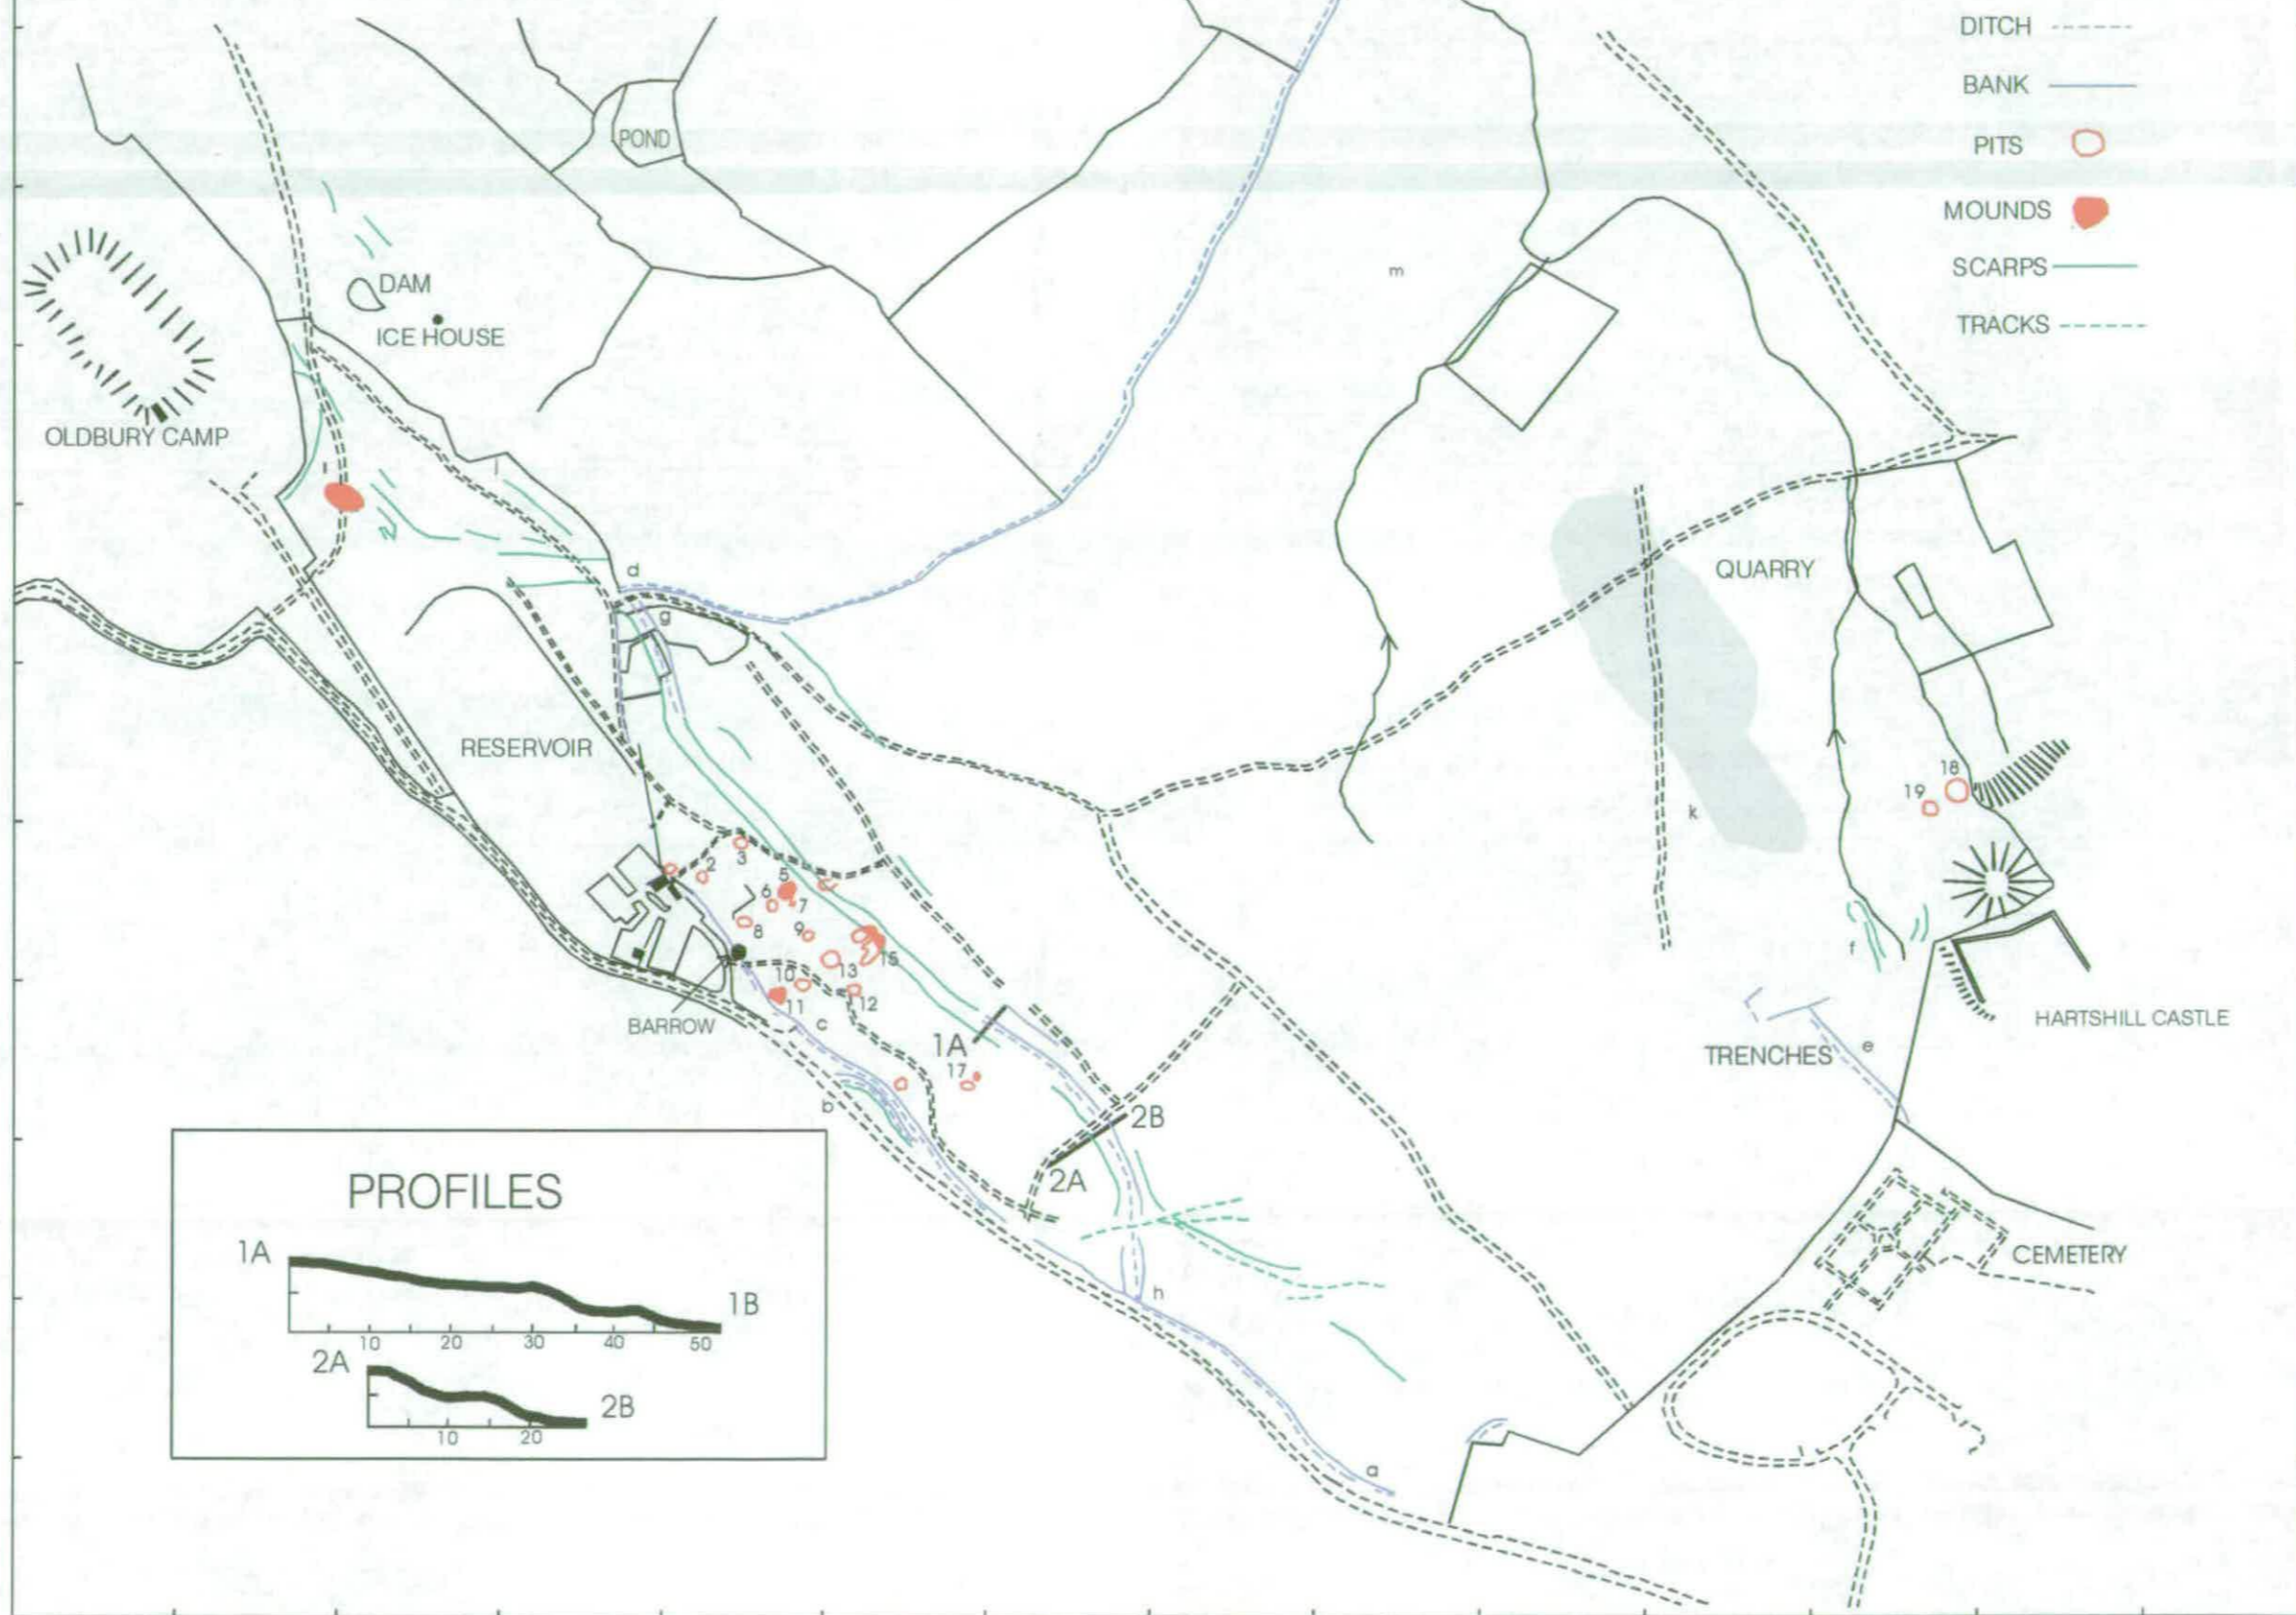 DITCH
BANK
PITS
MOUNDS
SCARPS
TRACKS
POND
m
DAM
ICE HOUSE
OLDBURY CAMP
l
j
d
g
QUARRY
RESERVOIR
k
18
19
2
3
5
6
7
8
9
f
15
13
10
11
12
c
BARROW
1A
17
HARTSHILL CASTLE
TRENCHES
e
b
2B
2A
h
CEMETERY
a
PROFILES
1A
1B
10 20 30 40 50
2A
2B
10 20